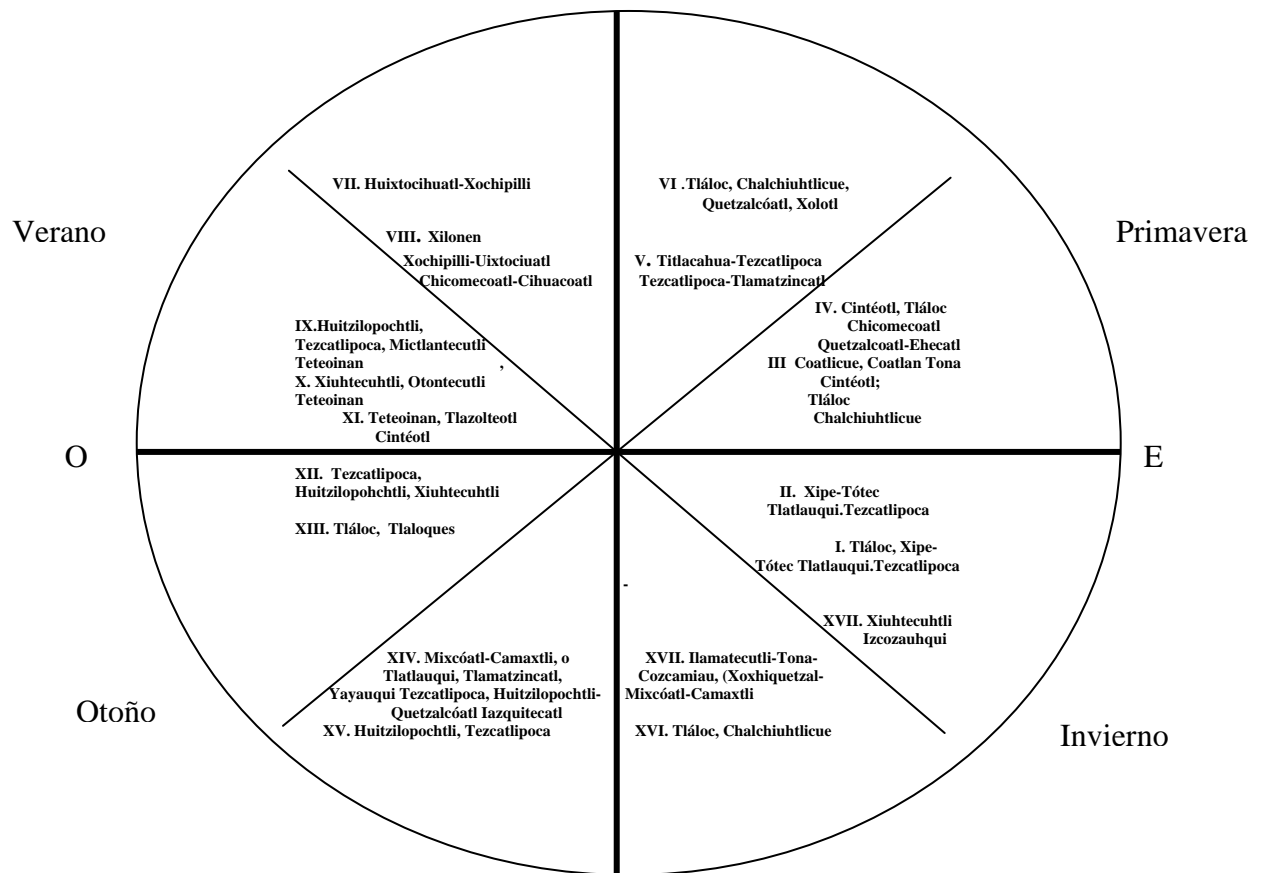 VII. Huixtocihuatl-Xochipilli
VIII. Xilonen
Xochipilli-Uixtociuatl
Chicomecoatl-Cihuacoatl
Verano
IX.Huitzilopochtli,
Tezcatlipoca, Mictlantecutli
Teteoinan ,
X. Xiuhtecuhtli, Otontecutli
Teteoinan
XI. Teteoinan, Tlazolteotl
Cintéotl
VI .Tláloc, Chalchiuhtlicue,
Quetzalcóatl, Xolotl
V. Titlacahua-Tezcatlipoca
Tezcatlipoca-Tlamatzincatl
Primavera
IV. Cintéotl, Tláloc
Chicomecoatl
Quetzalcoatl-Ehecatl
III Coatlicue, Coatlan Tona
Cintéotl;
Tláloc
Chalchiuhtlicue
O
E
XII. Tezcatlipoca,
Huitzilopohchtli, Xiuhtecuhtli
XIII. Tláloc, Tlaloques
II. Xipe-Tótec
Tlatlauqui.Tezcatlipoca
I. Tláloc, Xipe-
Tótec Tlatlauqui.Tezcatlipoca
-
XVII. Xiuhtecuhtli
Izcozauhqui
XIV. Mixcóatl-Camaxtli, o
Tlatlauqui, Tlamatzincatl,
Yayauqui Tezcatlipoca, Huitzilopochtli-
Quetzalcóatl Iazquitecatl
XV. Huitzilopochtli, Tezcatlipoca
Otoño
XVII. Ilamatecutli-Tona-
Cozcamiau, (Xoxhiquetzal-
Mixcóatl-Camaxtli
XVI. Tláloc, Chalchiuhtlicue
Invierno